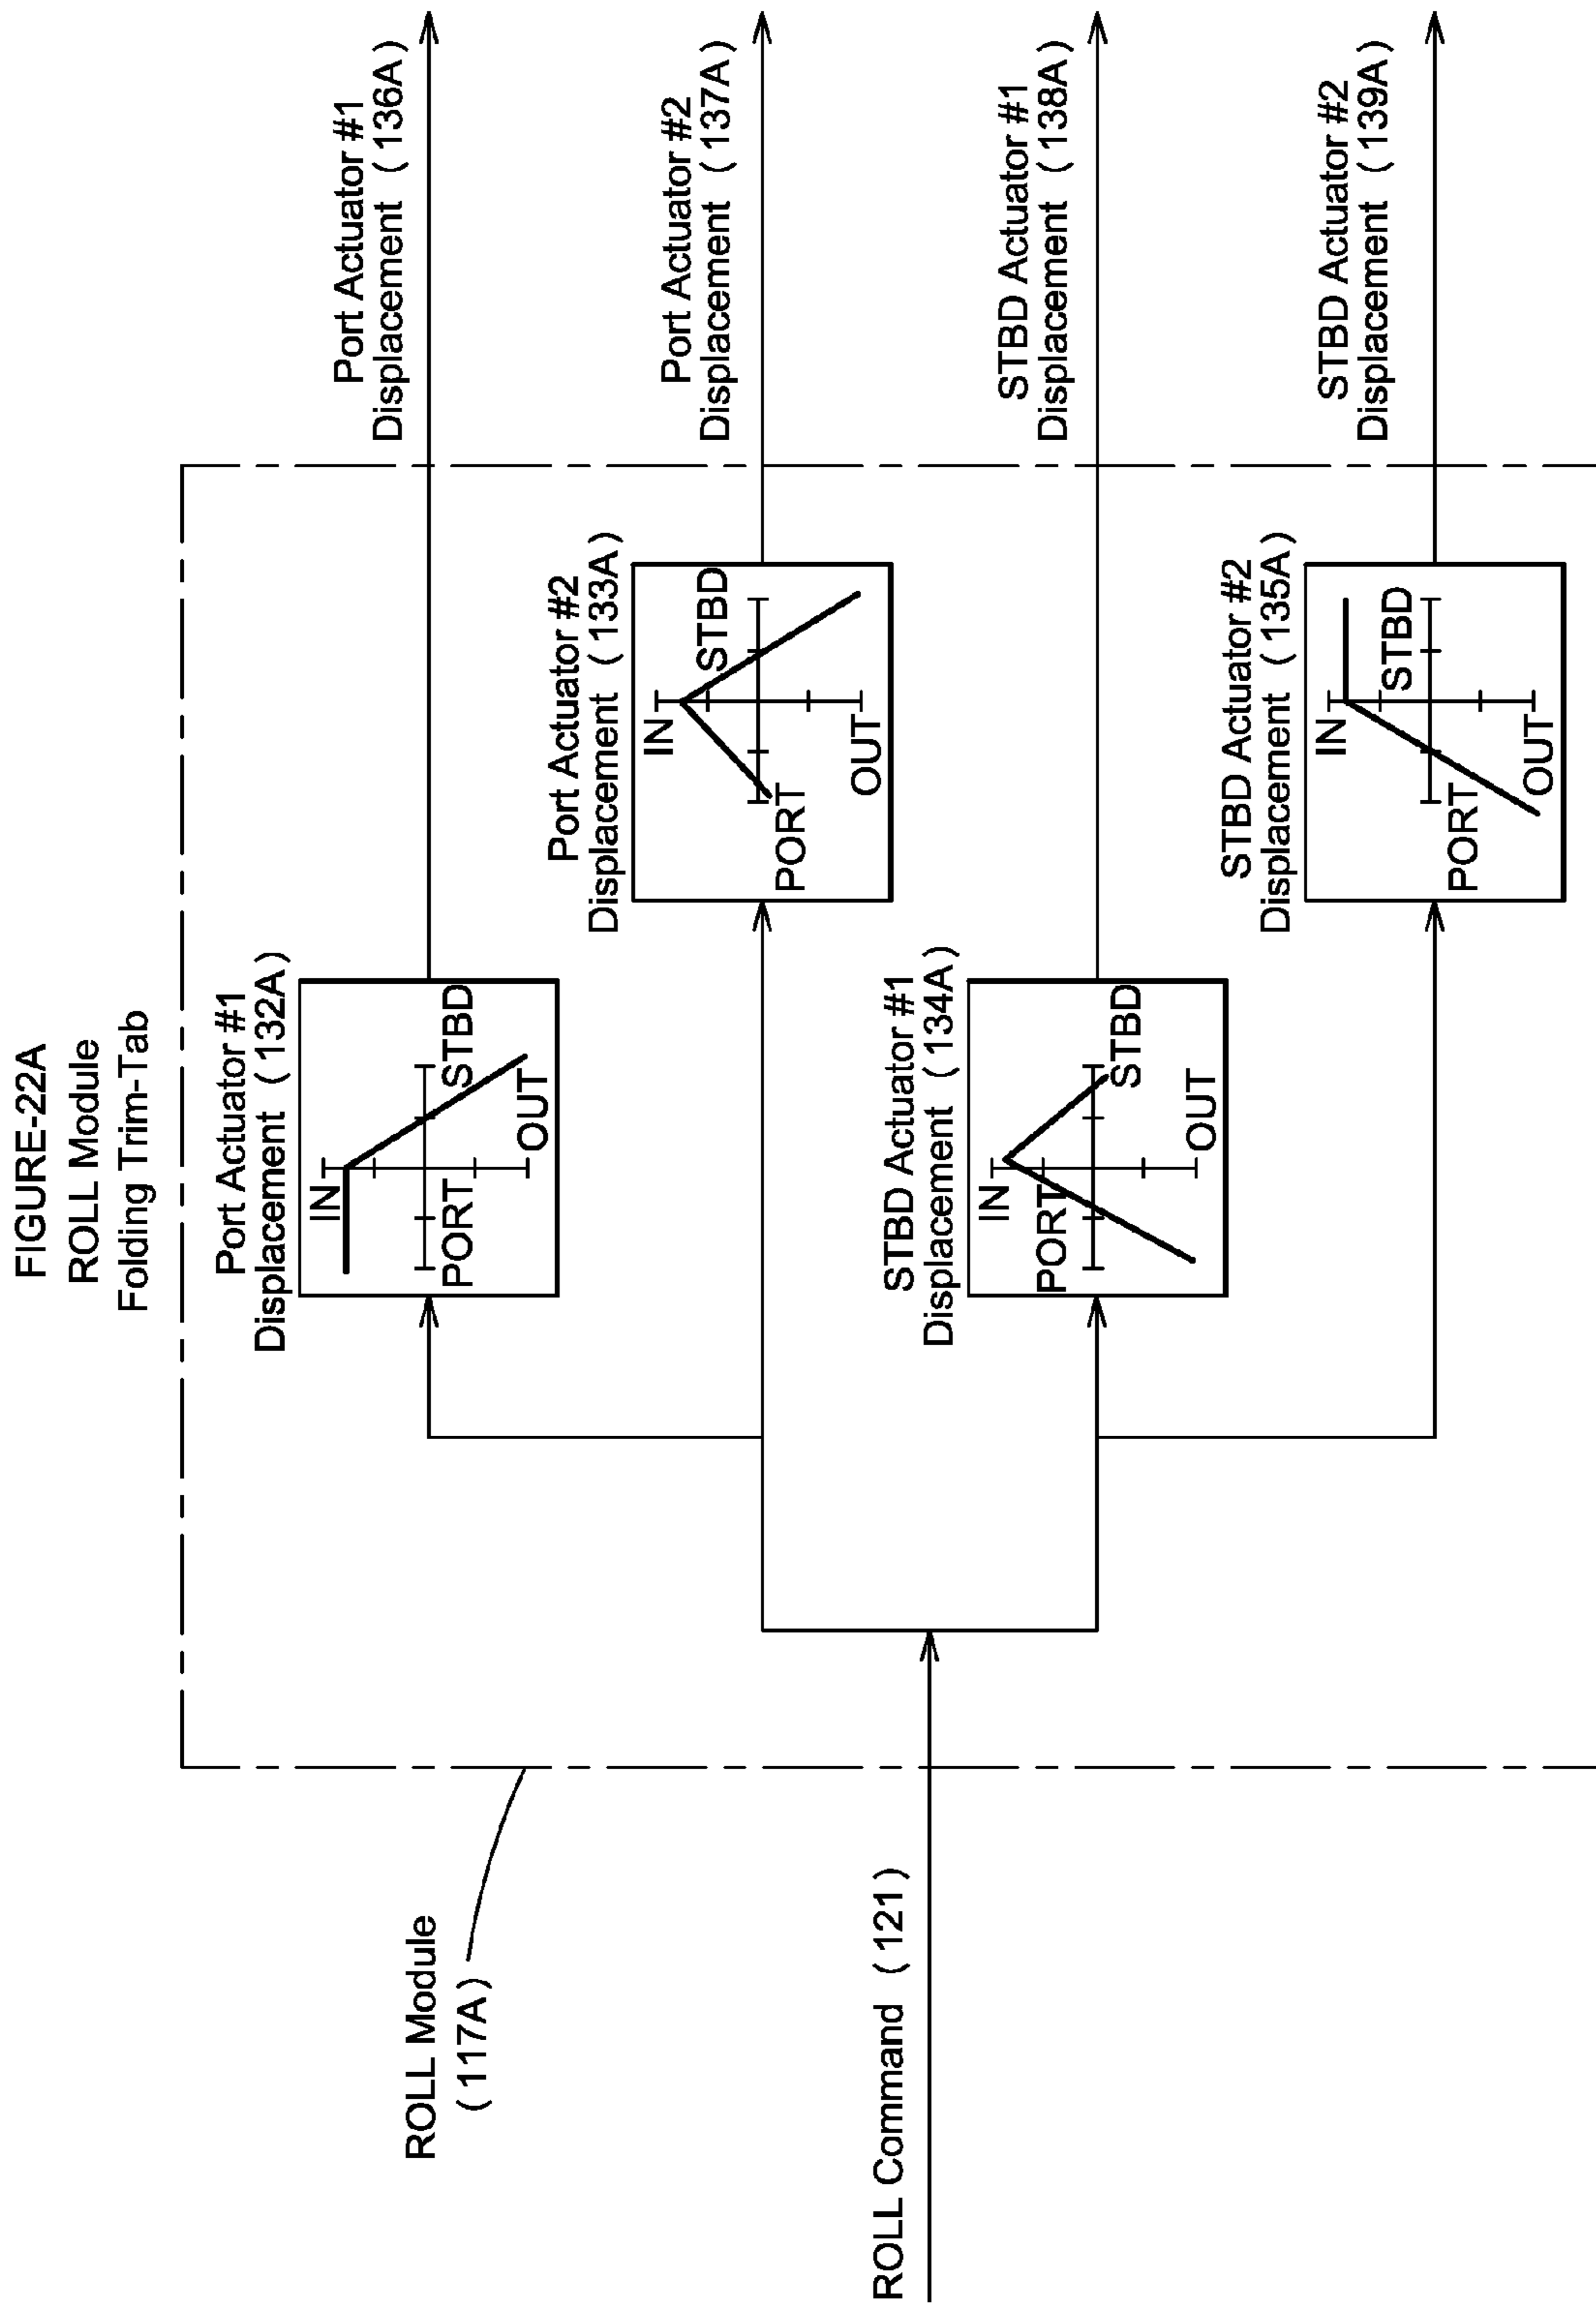 FIGURE-22A
ROLL Module
Folding Trim-Tab
ROLL Module
( 117A )
ROLL Command ( 121 )
Port Actuator #1
Displacement ( 132A )
IN
PORT
STBD
OUT
Port Actuator #1
Displacement ( 136A )
Port Actuator #2
Displacement ( 133A )
IN
STBD
PORT
OUT
Port Actuator #2
Displacement ( 137A )
STBD Actuator #1
Displacement ( 134A )
IN
PORT
STBD
OUT
STBD Actuator #1
Displacement ( 138A )
STBD Actuator #2
Displacement ( 135A )
IN
STBD
PORT
OUT
STBD Actuator #2
Displacement ( 139A )